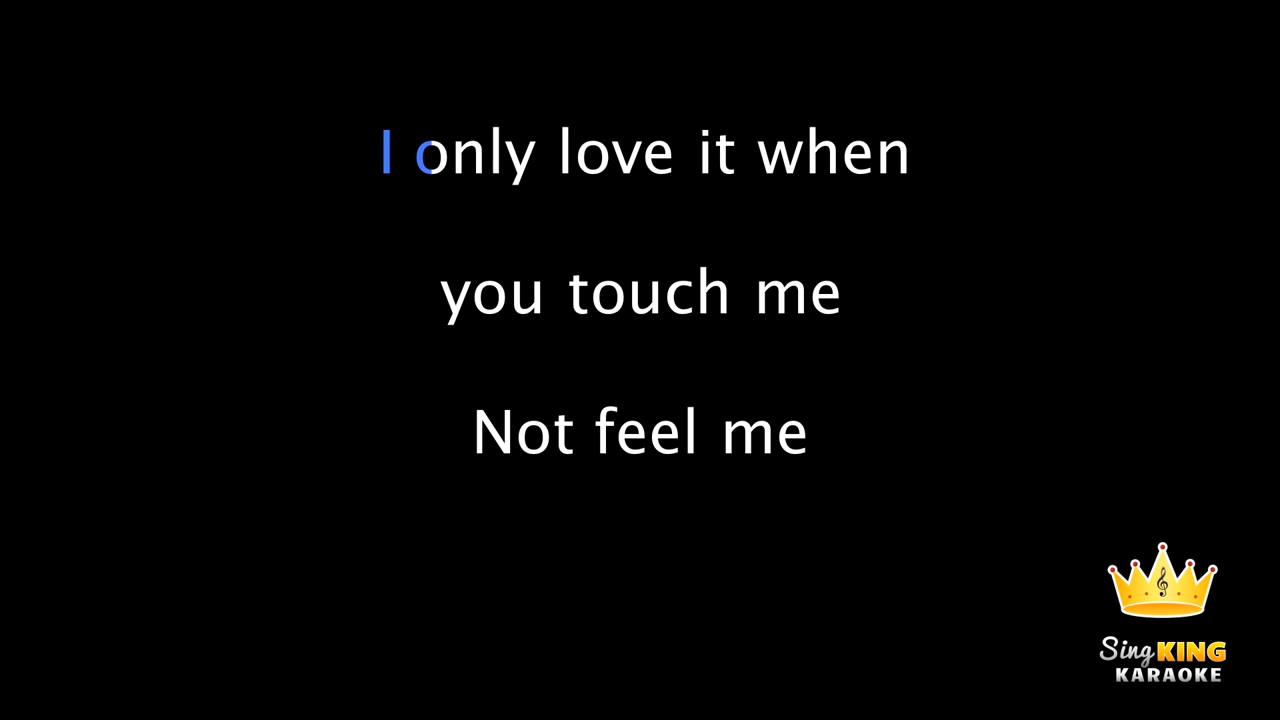 I only love it when
you touch me
Not feel me
Sing KING
KARAOKE